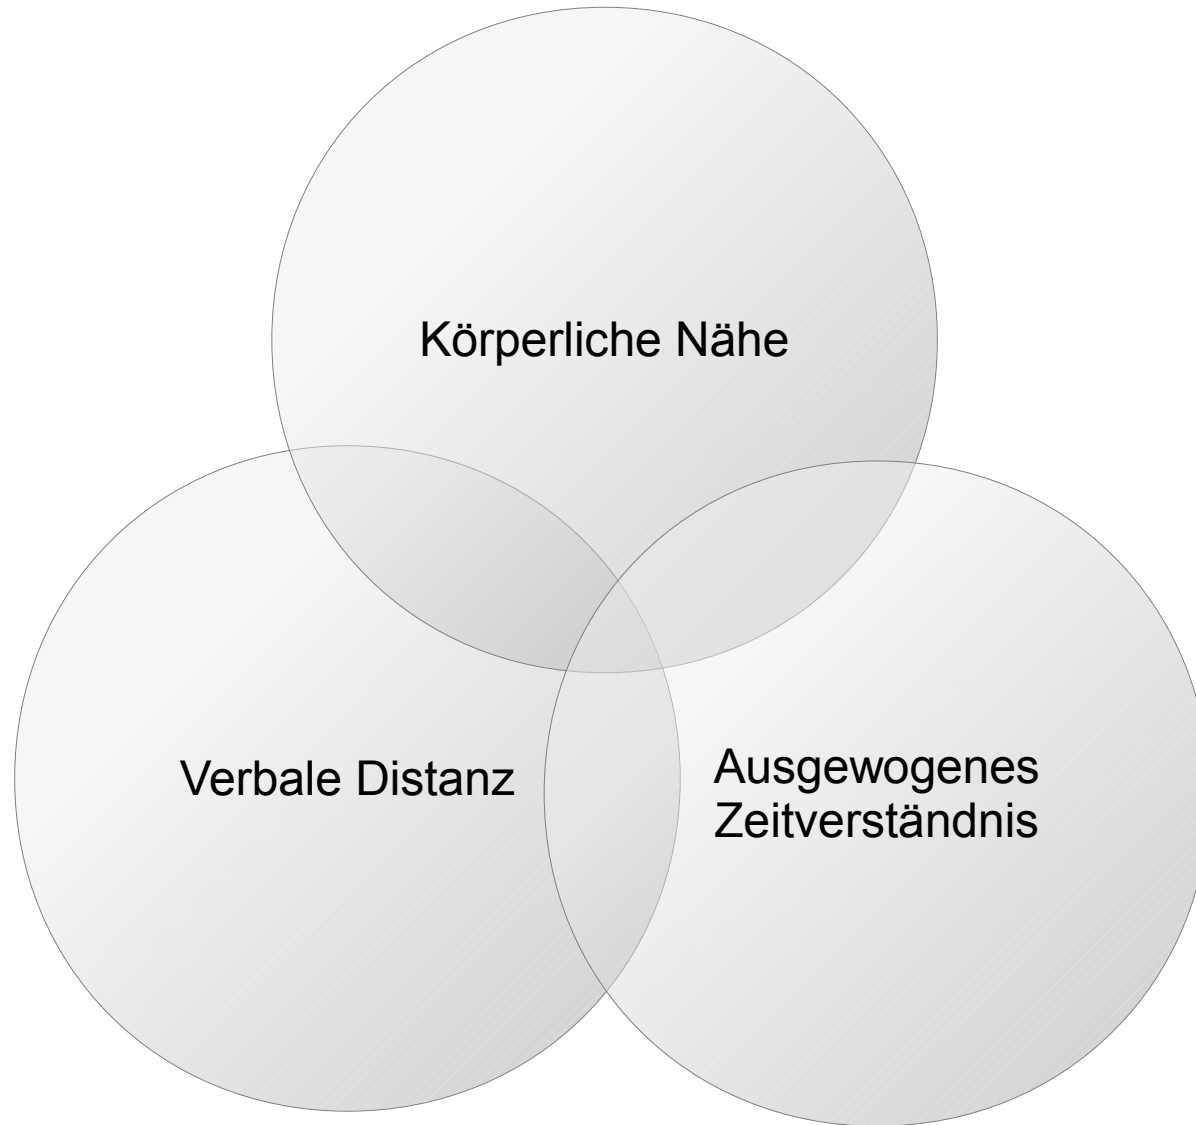 Körperliche Nähe
Verbale Distanz
Ausgewogenes
Zeitverständnis